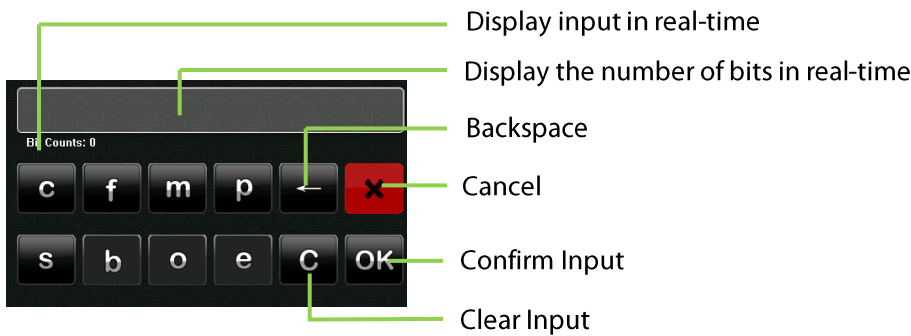 Display input in real-time
Display the number of bits in real-time
Bit Counts: 0
Backspace
c f m p ← ×
Cancel
s b o e C OK
Confirm Input
Clear Input